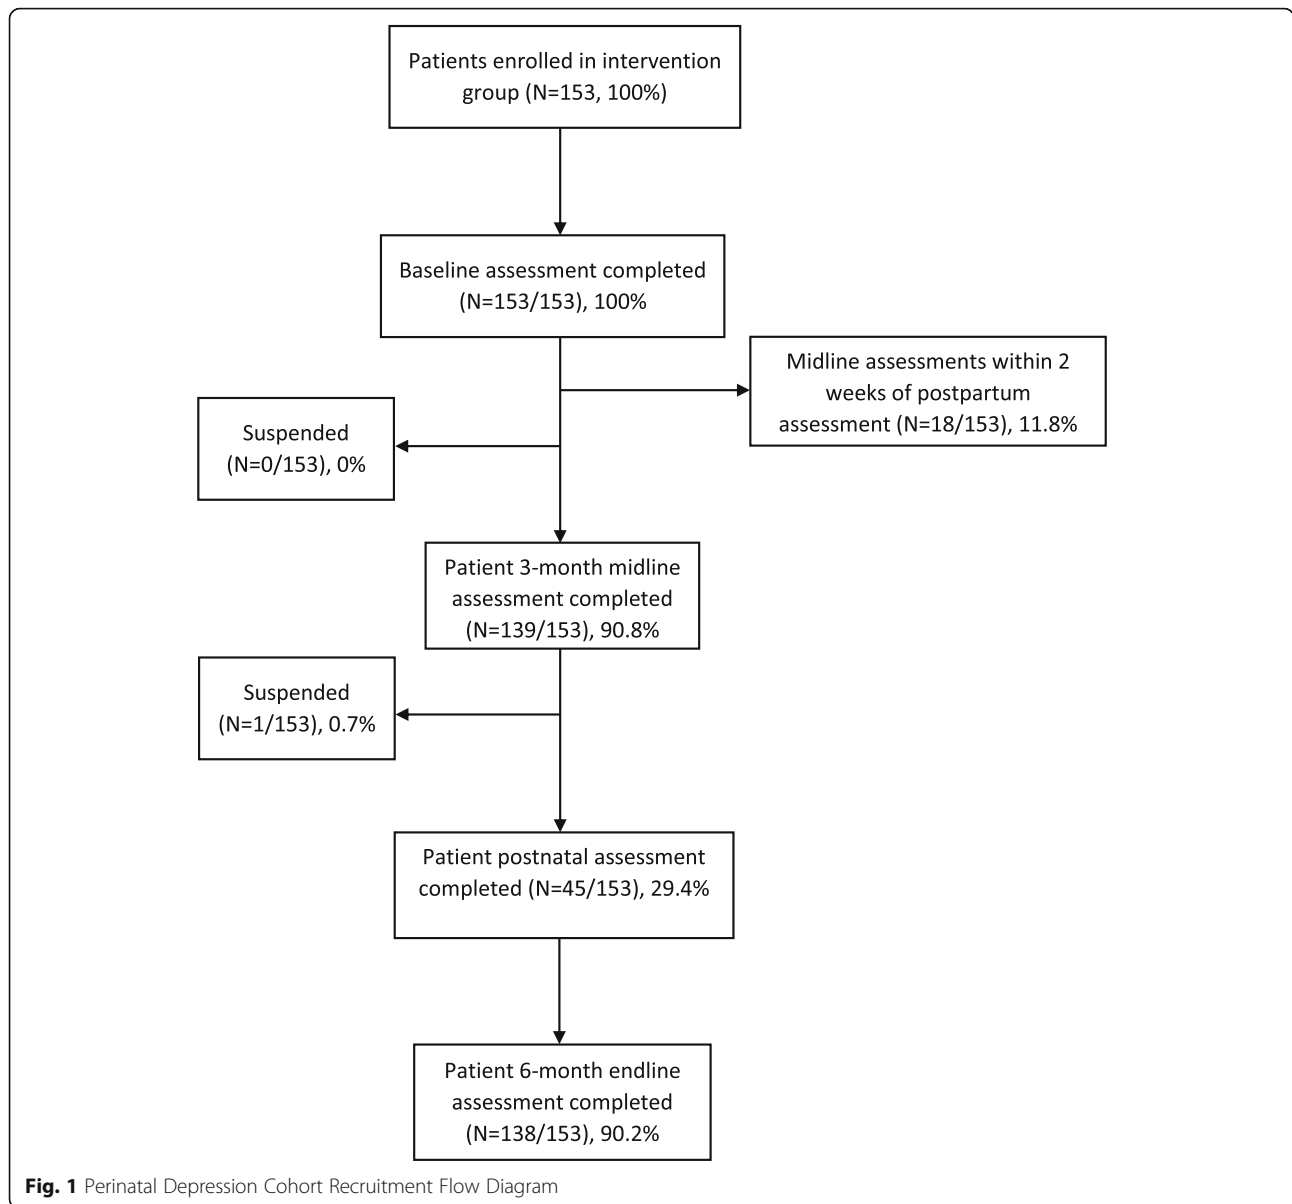 Patients enrolled in intervention
group (N=153, 100%)
Baseline assessment completed
(N=153/153), 100%
Midline assessments within 2
weeks of postpartum
assessment (N=18/153), 11.8%
Suspended
(N=0/153), 0%
Patient 3-month midline
assessment completed
(N=139/153), 90.8%
Suspended
(N=1/153), 0.7%
Patient postnatal assessment
completed (N=45/153), 29.4%
Patient 6-month endline
assessment completed
(N=138/153), 90.2%
Fig. 1 Perinatal Depression Cohort Recruitment Flow Diagram